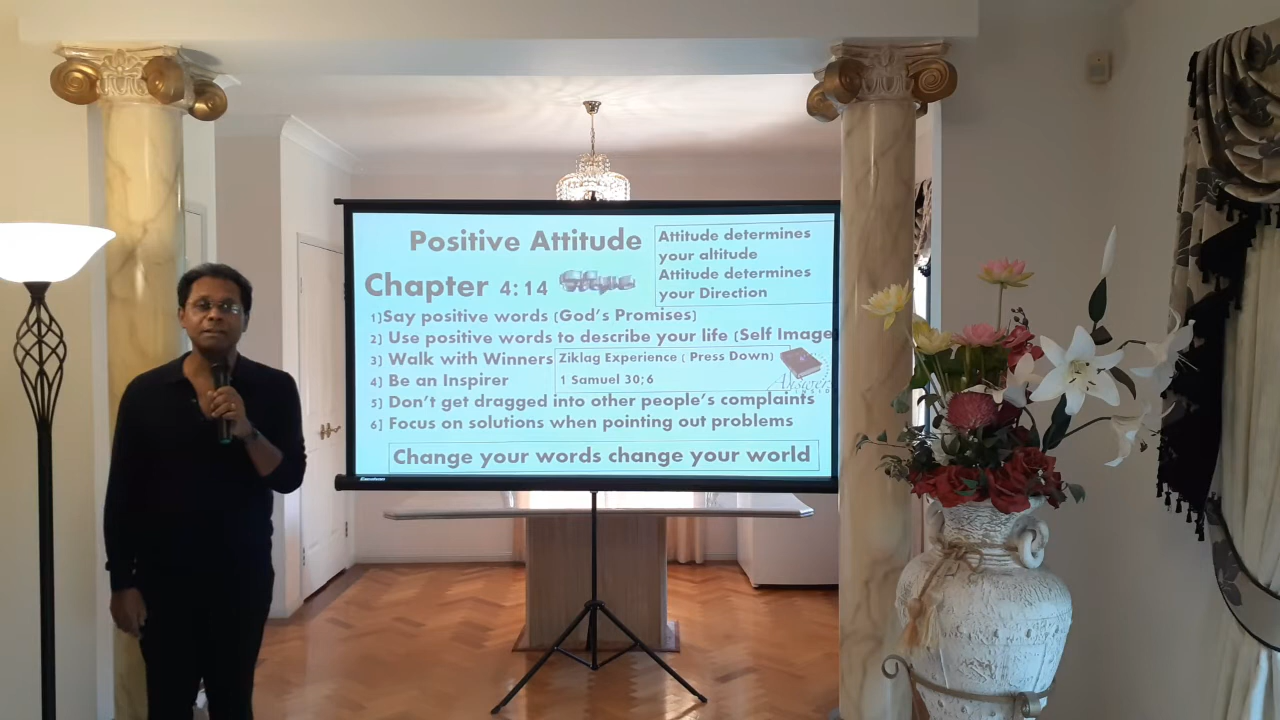 Positive Attitude
Attitude determines
your altitude
Attitude determines
your Direction
Chapter 4:14
1)Say positive words (God's Promises)
2) Use positive words to describe your life (Self Image
3) Walk with Winners
Ziklag Experience ( Press Down)
4) Be an Inspirer
1 Samuel 30;6
Answers
5) Don't get dragged into other people's complaints
6] Focus on solutions when pointing out problems
Change your words change your world